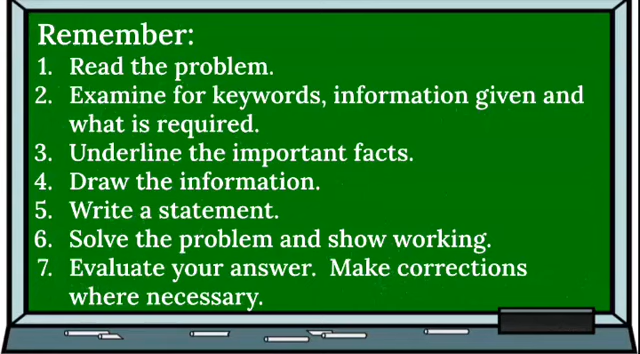 Remember:
1. Read the problem.
2. Examine for keywords, information given and
what is required.
3. Underline the important facts.
4. Draw the information.
5. Write a statement.
6. Solve the problem and show working.
7. Evaluate your answer. Make corrections
where necessary.